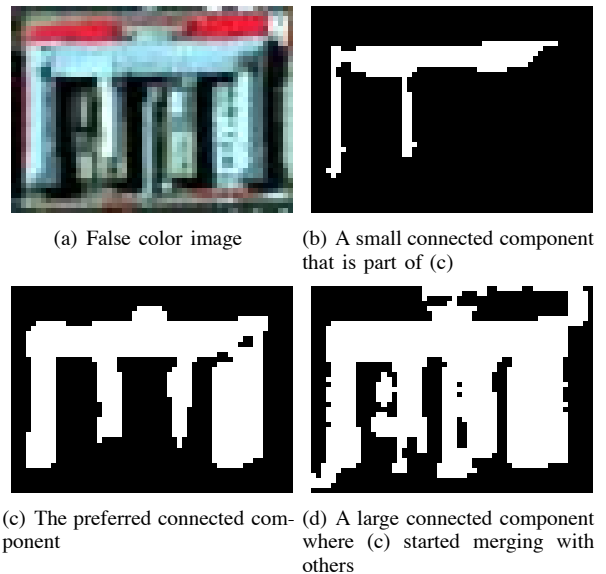 (a) False color image
(b) A small connected component
that is part of (c)
(c) The preferred connected com-
ponent
(d) A large connected component
where (c) started merging with
others